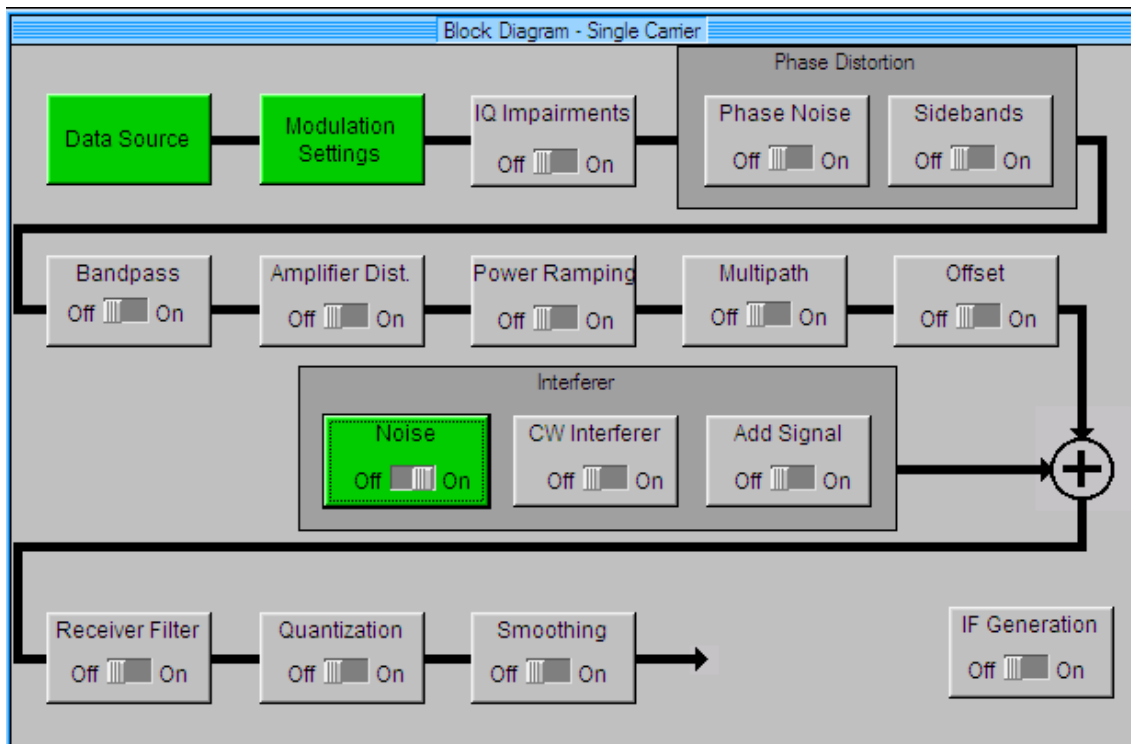 Block Diagram - Single Carrier
Phase Distortion
Data Source
Modulation
Settings
IQ Impairments
Off On
Phase Noise
Off On
Sidebands
Off On
Bandpass
Off On
Amplifier Dist.
Off On
Power Ramping
Off On
Multipath
Off On
Offset
Off On
Interferer
Noise
Off On
CW Interferer
Off On
Add Signal
Off On
Receiver Filter
Off On
Quantization
Off On
Smoothing
Off On
IF Generation
Off On